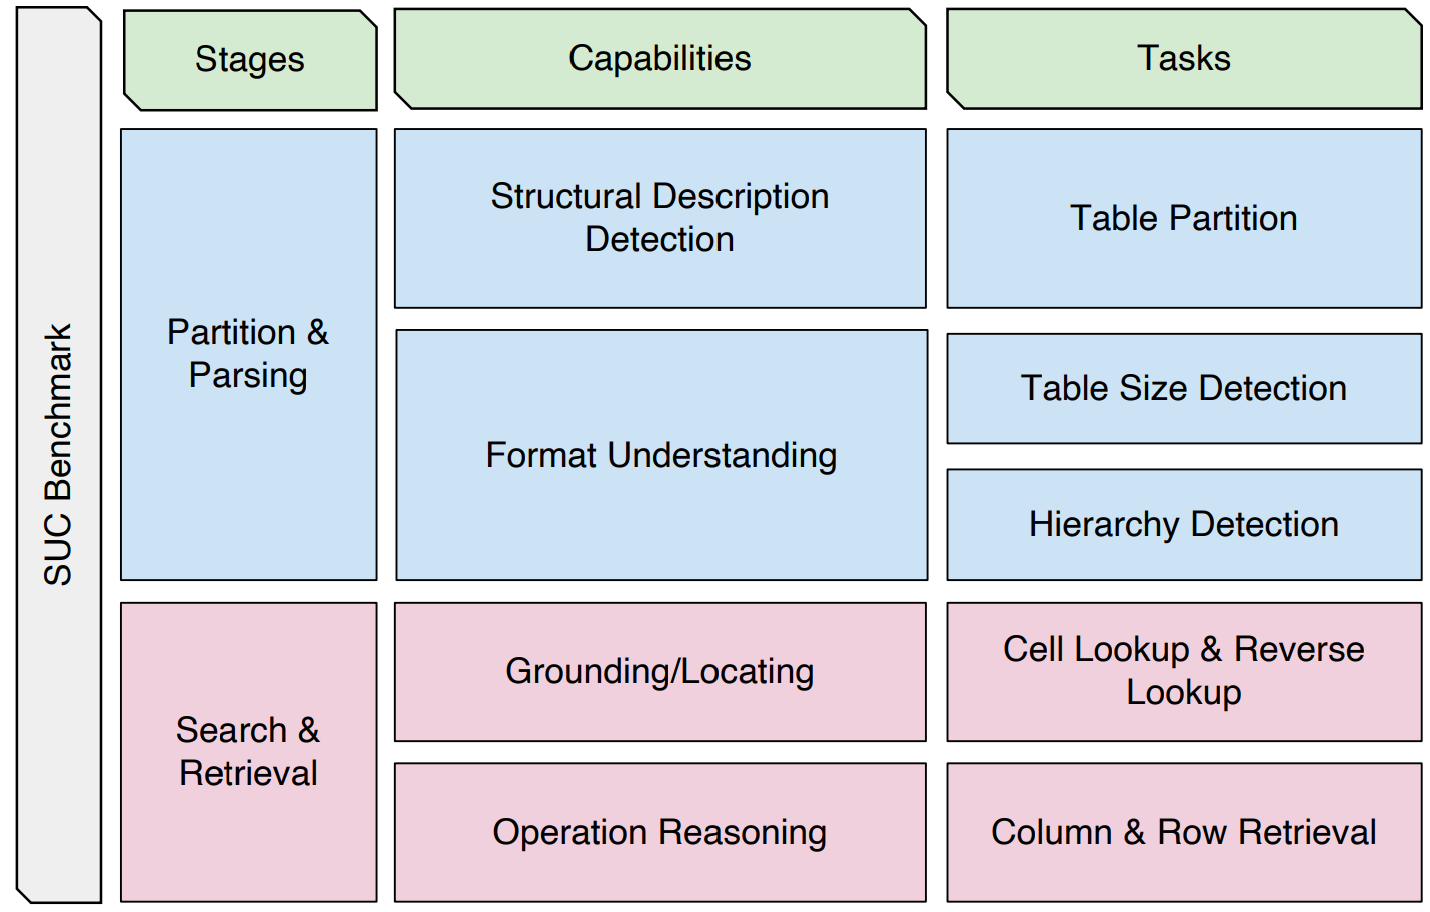 SUC Benchmark
Stages
Capabilities
Tasks
Partition &
Parsing
Structural Description
Detection
Table Partition
Format Understanding
Table Size Detection
Hierarchy Detection
Search &
Retrieval
Grounding/Locating
Cell Lookup & Reverse
Lookup
Operation Reasoning
Column & Row Retrieval